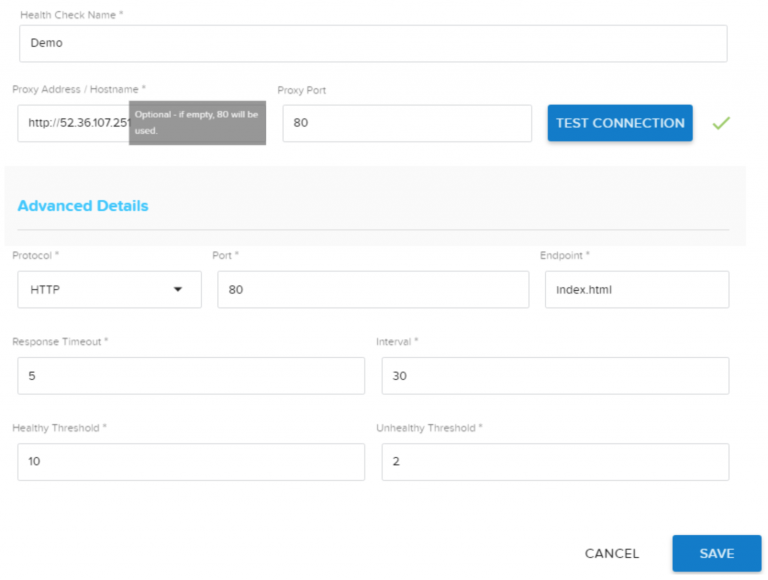 Health Check Name *
Demo
Proxy Address / Hostname *
Proxy Port
http://52.36.107.251
Optional - if empty, 80 will be
used.
80
TEST CONNECTION
Advanced Details
Protocol *
Port *
Endpoint *
HTTP
80
index.html
Response Timeout *
Interval *
5
30
Healthy Threshold *
Unhealthy Threshold *
10
2
CANCEL
SAVE